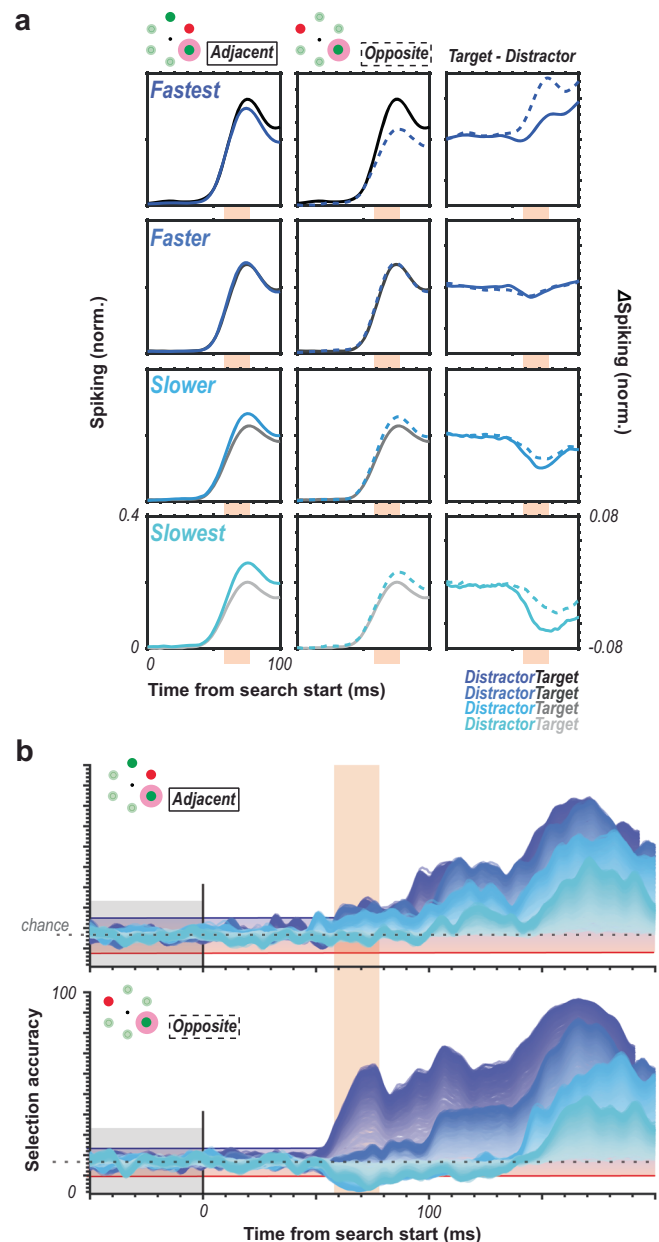 a
Adjacent
Opposite
Target - Distractor
Fastest
Faster
Slower
Slowest
Spiking (norm.)
ΔSpiking (norm.)
0.4
0
0.08
-0.08
0
100
Time from search start (ms)
DistractorTarget
DistractorTarget
DistractorTarget
DistractorTarget
b
Adjacent
chance
100
Opposite
Selection accuracy
0
0
100
Time from search start (ms)